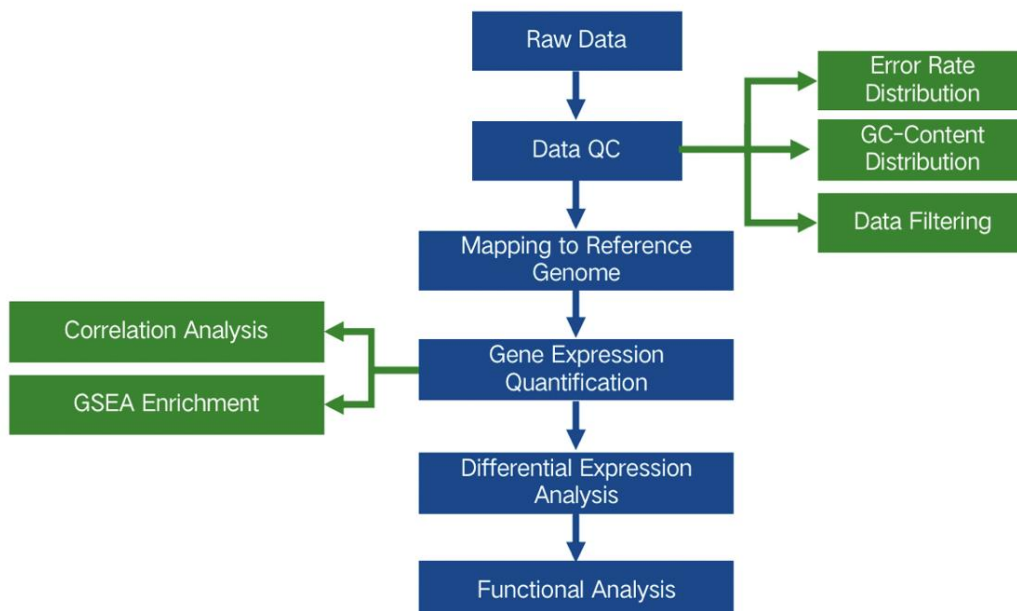 Raw Data
Error Rate
Distribution
Data QC
GC-Content
Distribution
Data Filtering
Mapping to Reference
Genome
Correlation Analysis
Gene Expression
Quantification
GSEA Enrichment
Differential Expression
Analysis
Functional Analysis